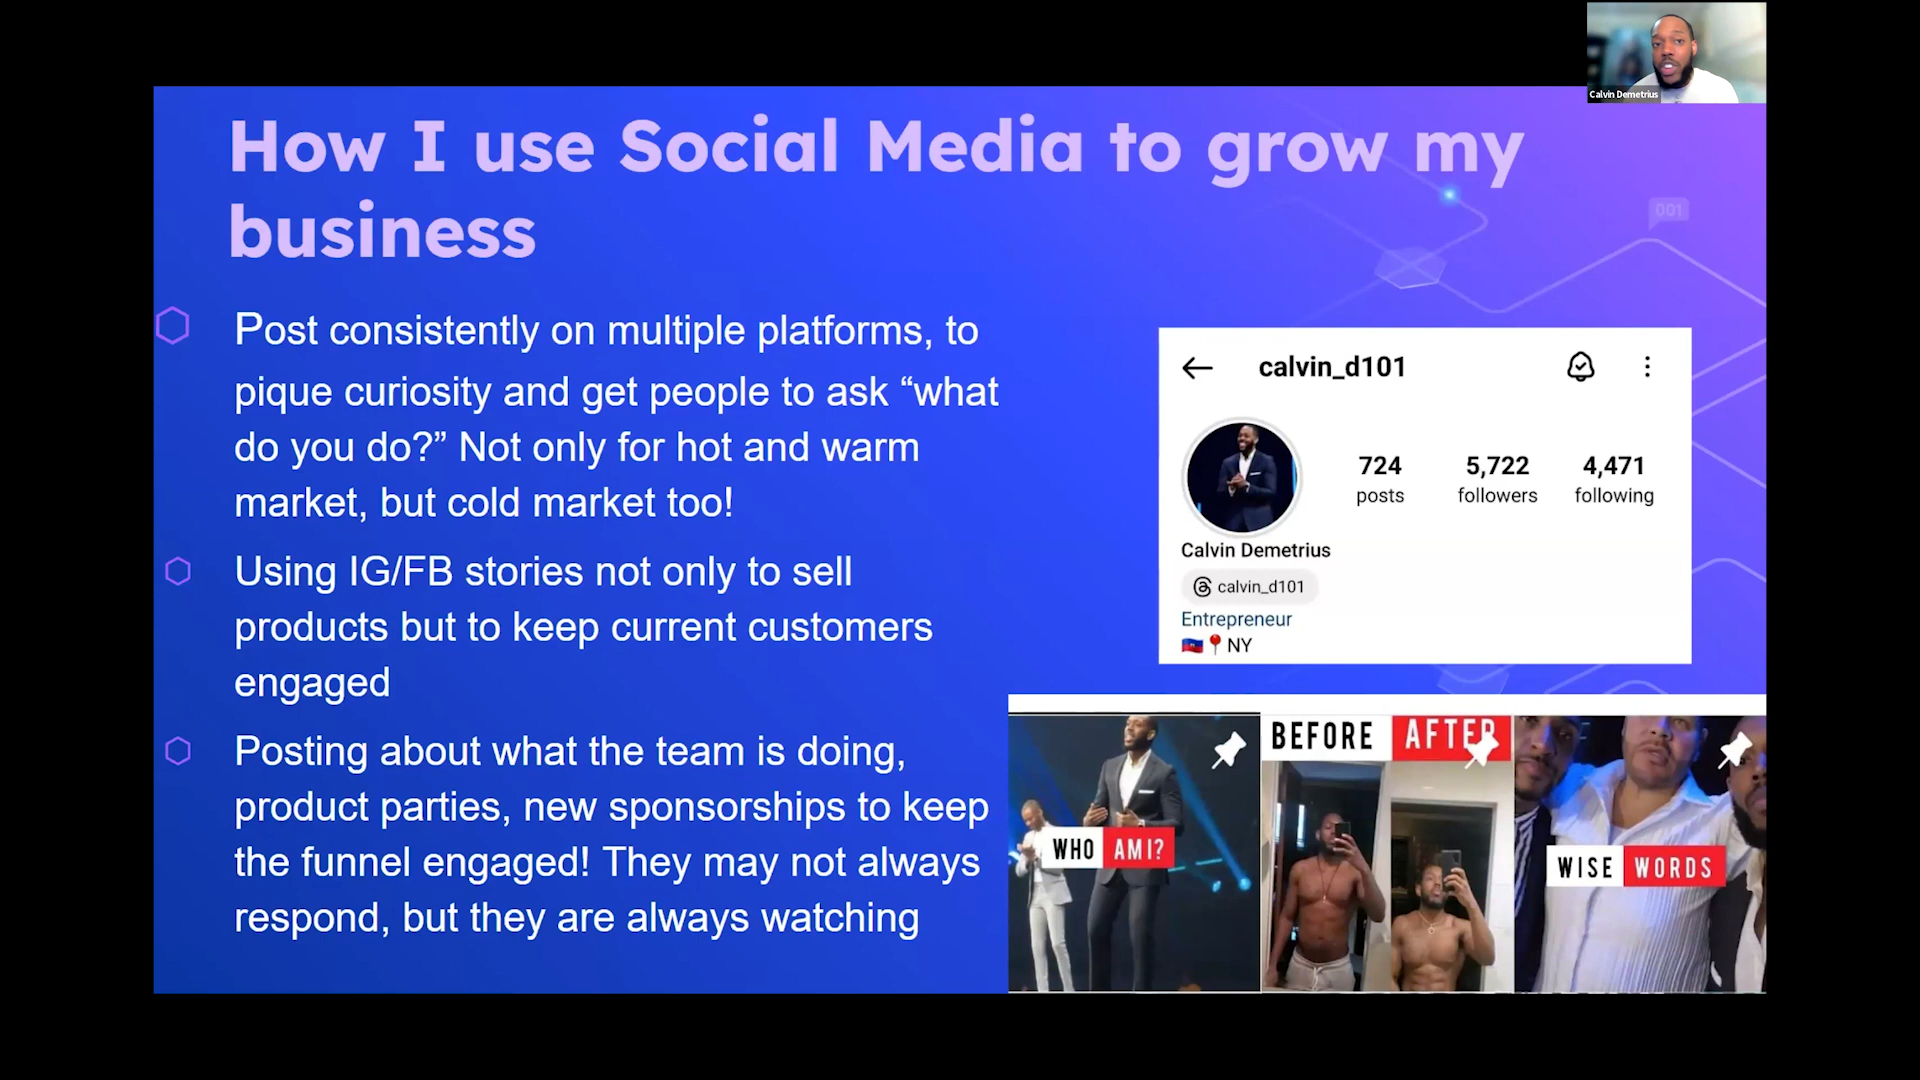 Calvin Demetrius
How I use Social Media to grow my
business
001
Post consistently on multiple platforms, to
pique curiosity and get people to ask “what
do you do?” Not only for hot and warm
market, but cold market too!
Using IG/FB stories not only to sell
products but to keep current customers
engaged
Posting about what the team is doing,
product parties, new sponsorships to keep
the funnel engaged! They may not always
respond, but they are always watching
calvin_d101
724 5,722 4,471
posts followers following
Calvin Demetrius
calvin_d101
Entrepreneur
NY
WHO AM I?
BEFORE AFTER
WISE WORDS